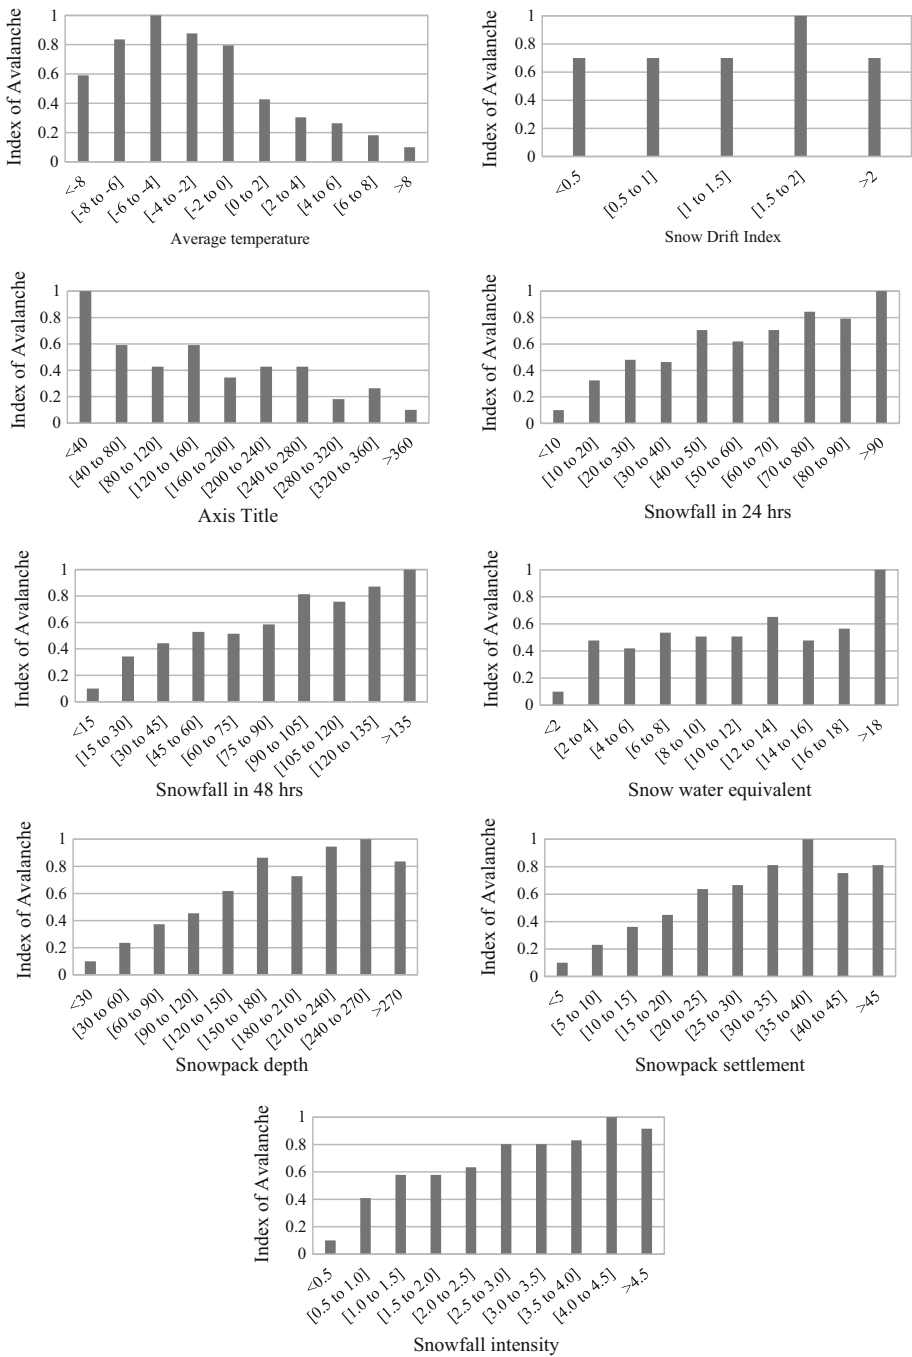 Index of Avalanche
1
0.8
0.6
0.4
0.2
0
<-8
[-8 to -6]
[-6 to -4]
[-4 to -2]
[-2 to 0]
[0 to 2]
[2 to 4]
[4 to 6]
[6 to 8]
>8
Average temperature
Index of Avalanche
1
0.8
0.6
0.4
0.2
0
<0.5
[0.5 to 1]
[1 to 1.5]
[1.5 to 2]
>2
Snow Drift Index
Index of Avalanche
1
0.8
0.6
0.4
0.2
0
<40
[40 to 80]
[80 to 120]
[120 to 160]
[160 to 200]
[200 to 240]
[240 to 280]
[280 to 320]
[320 to 360]
>360
Axis Title
Index of Avalanche
1
0.8
0.6
0.4
0.2
0
<10
[10 to 20]
[20 to 30]
[30 to 40]
[40 to 50]
[50 to 60]
[60 to 70]
[70 to 80]
[80 to 90]
>90
Snowfall in 24 hrs
Index of Avalanche
1
0.8
0.6
0.4
0.2
0
<15
[15 to 30]
[30 to 45]
[45 to 60]
[60 to 75]
[75 to 90]
[90 to 105]
[105 to 120]
[120 to 135]
>135
Snowfall in 48 hrs
Index of Avalanche
1
0.8
0.6
0.4
0.2
0
<2
[2 to 4]
[4 to 6]
[6 to 8]
[8 to 10]
[10 to 12]
[12 to 14]
[14 to 16]
[16 to 18]
>18
Snow water equivalent
Index of Avalanche
1
0.8
0.6
0.4
0.2
0
<30
[30 to 60]
[60 to 90]
[90 to 120]
[120 to 150]
[150 to 180]
[180 to 210]
[210 to 240]
[240 to 270]
>270
Snowpack depth
Index of Avalanche
1
0.8
0.6
0.4
0.2
0
<5
[5 to 10]
[10 to 15]
[15 to 20]
[20 to 25]
[25 to 30]
[30 to 35]
[35 to 40]
[40 to 45]
>45
Snowpack settlement
Index of Avalanche
1
0.8
0.6
0.4
0.2
0
<0.5
[0.5 to 1.0]
[1.0 to 1.5]
[1.5 to 2.0]
[2.0 to 2.5]
[2.5 to 3.0]
[3.0 to 3.5]
[3.5 to 4.0]
[4.0 to 4.5]
>4.5
Snowfall intensity